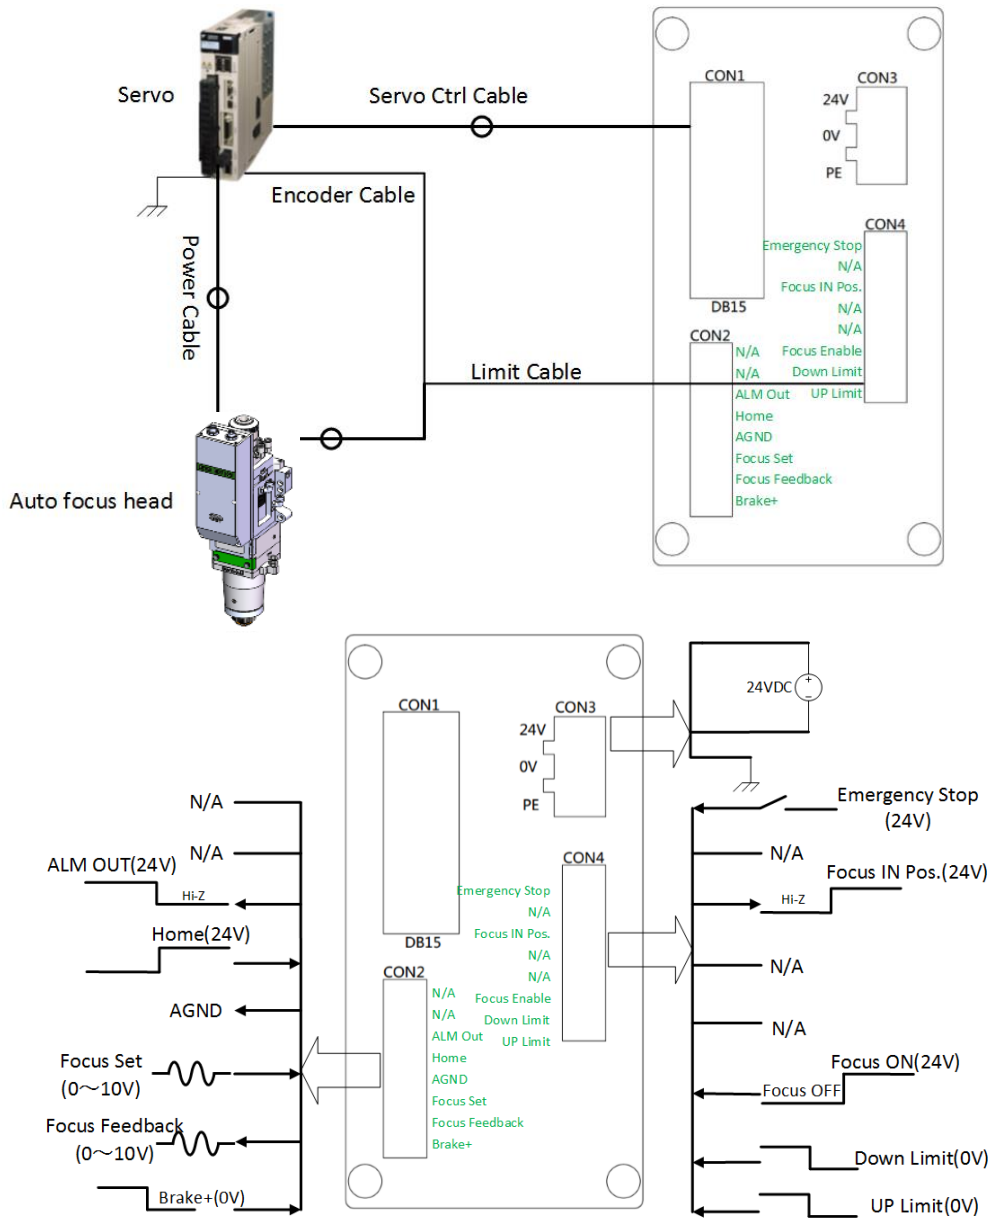 CON1
CON3
Servo
Servo Ctrl Cable
24V
0V
Encoder Cable
PE
CON4
Emergency Stop
N/A
Power Cable
Focus IN Pos.
DB15
N/A
N/A
CON2
N/A
Focus Enable
Limit Cable
N/A
Down Limit
ALM Out
UP Limit
Home
AGND
Focus Set
Focus Feedback
Auto focus head
Brake+
24VDC
CON1
CON3
24V
0V
N/A
PE
Emergency Stop
(24V)
N/A
ALM OUT(24V)
CON4
N/A
Focus IN Pos.(24V)
Hi-Z
Emergency Stop
Hi-Z
N/A
Home(24V)
Focus IN Pos.
DB15
N/A
N/A
CON2
N/A
N/A
Focus Enable
AGND
N/A
Down Limit
N/A
ALM Out
UP Limit
Focus Set
(0～10V)
Home
Focus ON(24V)
AGND
Focus OFF
Focus Set
Focus Feedback
(0～10V)
Focus Feedback
Brake+
Down Limit(0V)
Brake+(0V)
UP Limit(0V)